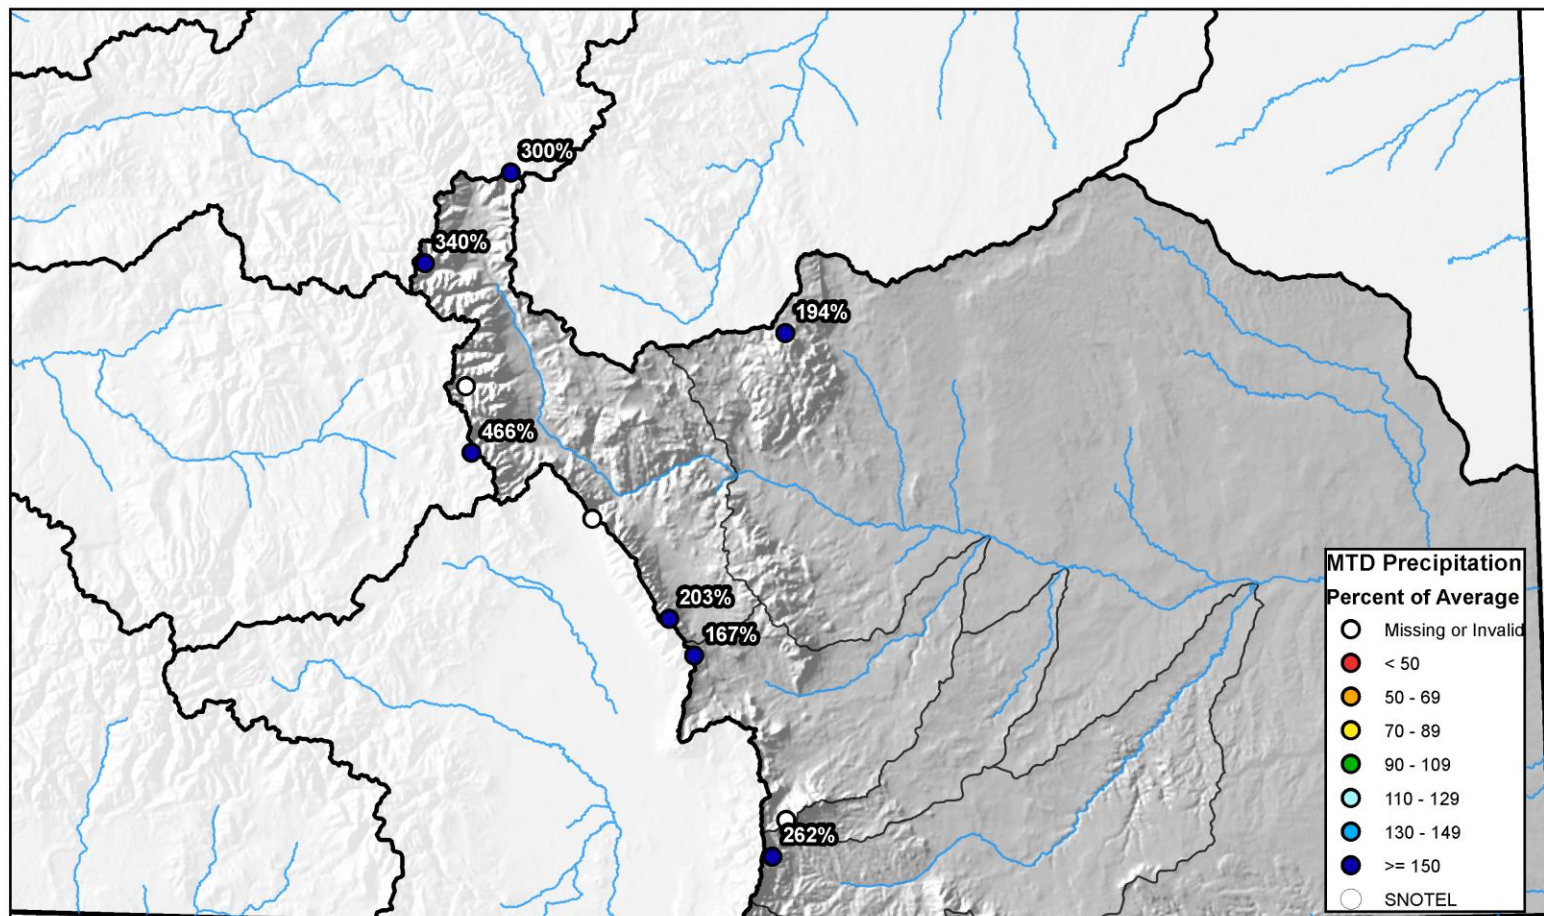 300%
340%
194%
466%
203%
167%
262%
MTD Precipitation
Percent of Average
Missing or Invalid
< 50
50 - 69
70 - 89
90 - 109
110 - 129
130 - 149
>= 150
SNOTEL